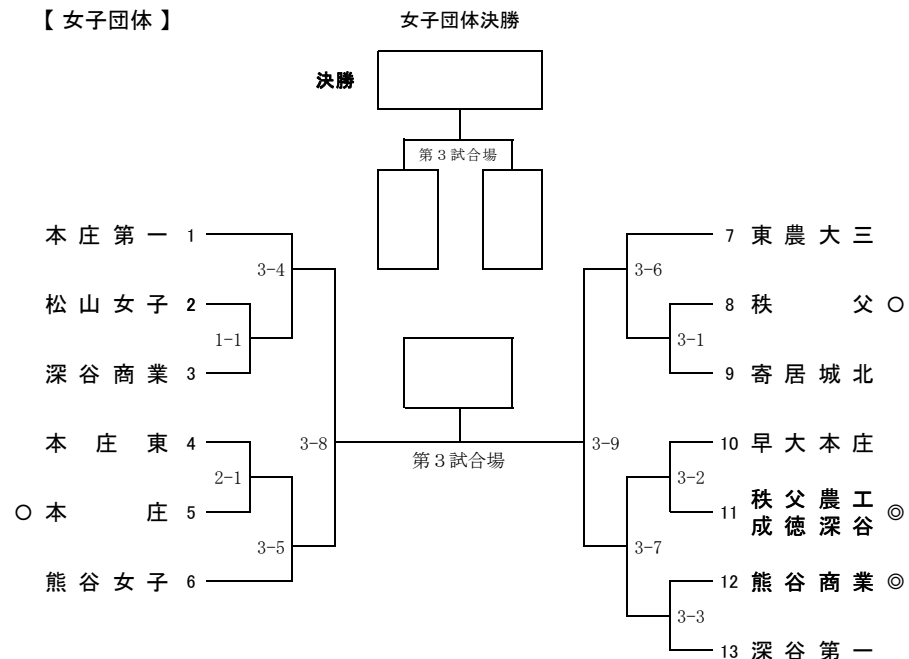 【 女子団体 】
女子団体決勝
決勝
第３試合場
本庄第一 1
3-4
松山女子 2
1-1
深谷商業 3
本庄東 4
2-1
○ 本庄 5
3-5
熊谷女子 6
3-8
第３試合場
3-9
7 東農大三
3-6
8 秩父 ○
3-1
9 寄居城北
10 早大本庄
3-2
11 秩父農工
成徳深谷 ◎
3-7
12 熊谷商業 ◎
3-3
13 深谷第一